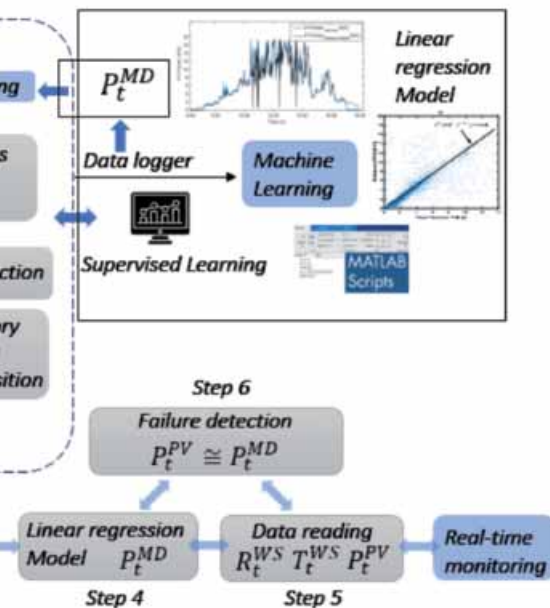 Linear
regression
Model
ng
P_t^{MD}
s
Data logger
Machine
Learning
Supervised Learning
MATLAB
Scripts
ction
ry
sition
Step 6
Failure detection
P_t^{PV} ≅ P_t^{MD}
Linear regression
Model P_t^{MD}
Data reading
R_t^{WS} T_t^{WS} P_t^{PV}
Real-time
monitoring
Step 4
Step 5